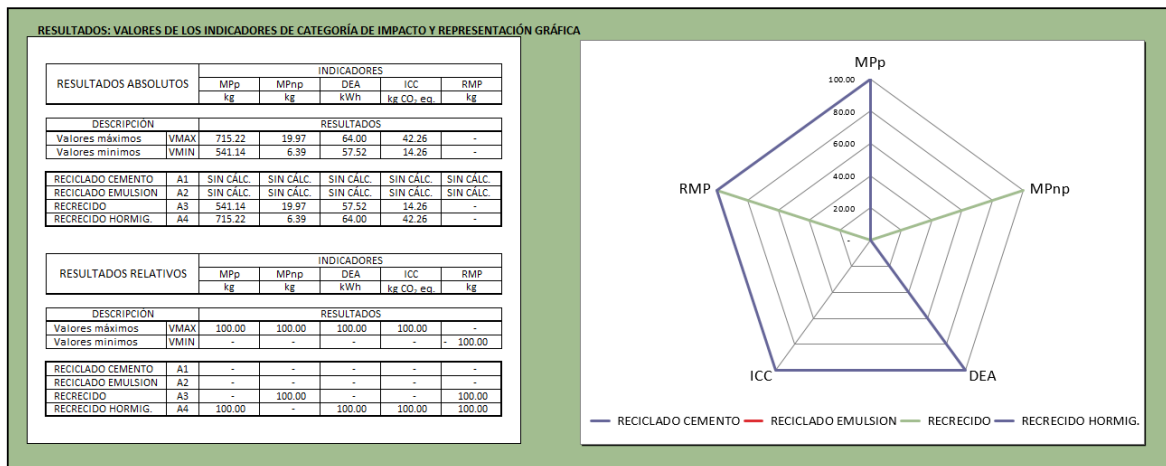 RESULTADOS: VALORES DE LOS INDICADORES DE CATEGORÍA DE IMPACTO Y REPRESENTACIÓN GRÁFICA
RESULTADOS ABSOLUTOS INDICADORES
MPp MPnp DEA ICC RMP
kg kg kWh kg CO₂ eq. kg
DESCRIPCIÓN RESULTADOS
Valores máximos VMAX 715.22 19.97 64.00 42.26 -
Valores minimos VMIN 541.14 6.39 57.52 14.26 -
RECICLADO CEMENTO A1 SIN CÁLC. SIN CÁLC. SIN CÁLC. SIN CÁLC. SIN CÁLC.
RECICLADO EMULSION A2 SIN CÁLC. SIN CÁLC. SIN CÁLC. SIN CÁLC. SIN CÁLC.
RECRECIDO A3 541.14 19.97 57.52 14.26 -
RECRECIDO HORMIG. A4 715.22 6.39 64.00 42.26 -
RESULTADOS RELATIVOS INDICADORES
MPp MPnp DEA ICC RMP
kg kg kWh kg CO₂ eq. kg
DESCRIPCIÓN RESULTADOS
Valores máximos VMAX 100.00 100.00 100.00 100.00 -
Valores minimos VMIN - - - - - 100.00
RECICLADO CEMENTO A1 - - - - -
RECICLADO EMULSION A2 - - - - -
RECRECIDO A3 - 100.00 - - 100.00
RECRECIDO HORMIG. A4 100.00 - 100.00 100.00 100.00
MPp
100.00
80.00
60.00
40.00
20.00
-
RMP
MPnp
ICC
DEA
RECICLADO CEMENTO RECICLADO EMULSION RECRECIDO RECRECIDO HORMIG.